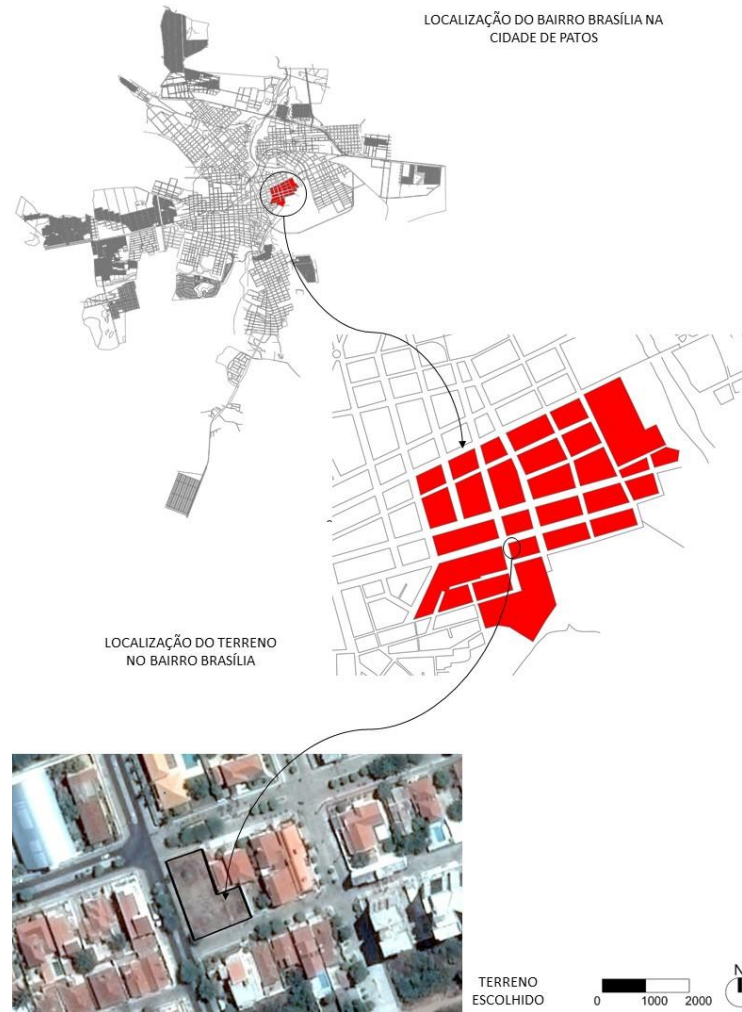 LOCALIZAÇÃO DO BAIRRO BRASÍLIA NA
CIDADE DE PATOS
LOCALIZAÇÃO DO TERRENO
NO BAIRRO BRASÍLIA
TERRENO
ESCOLHIDO
0 1000 2000
N